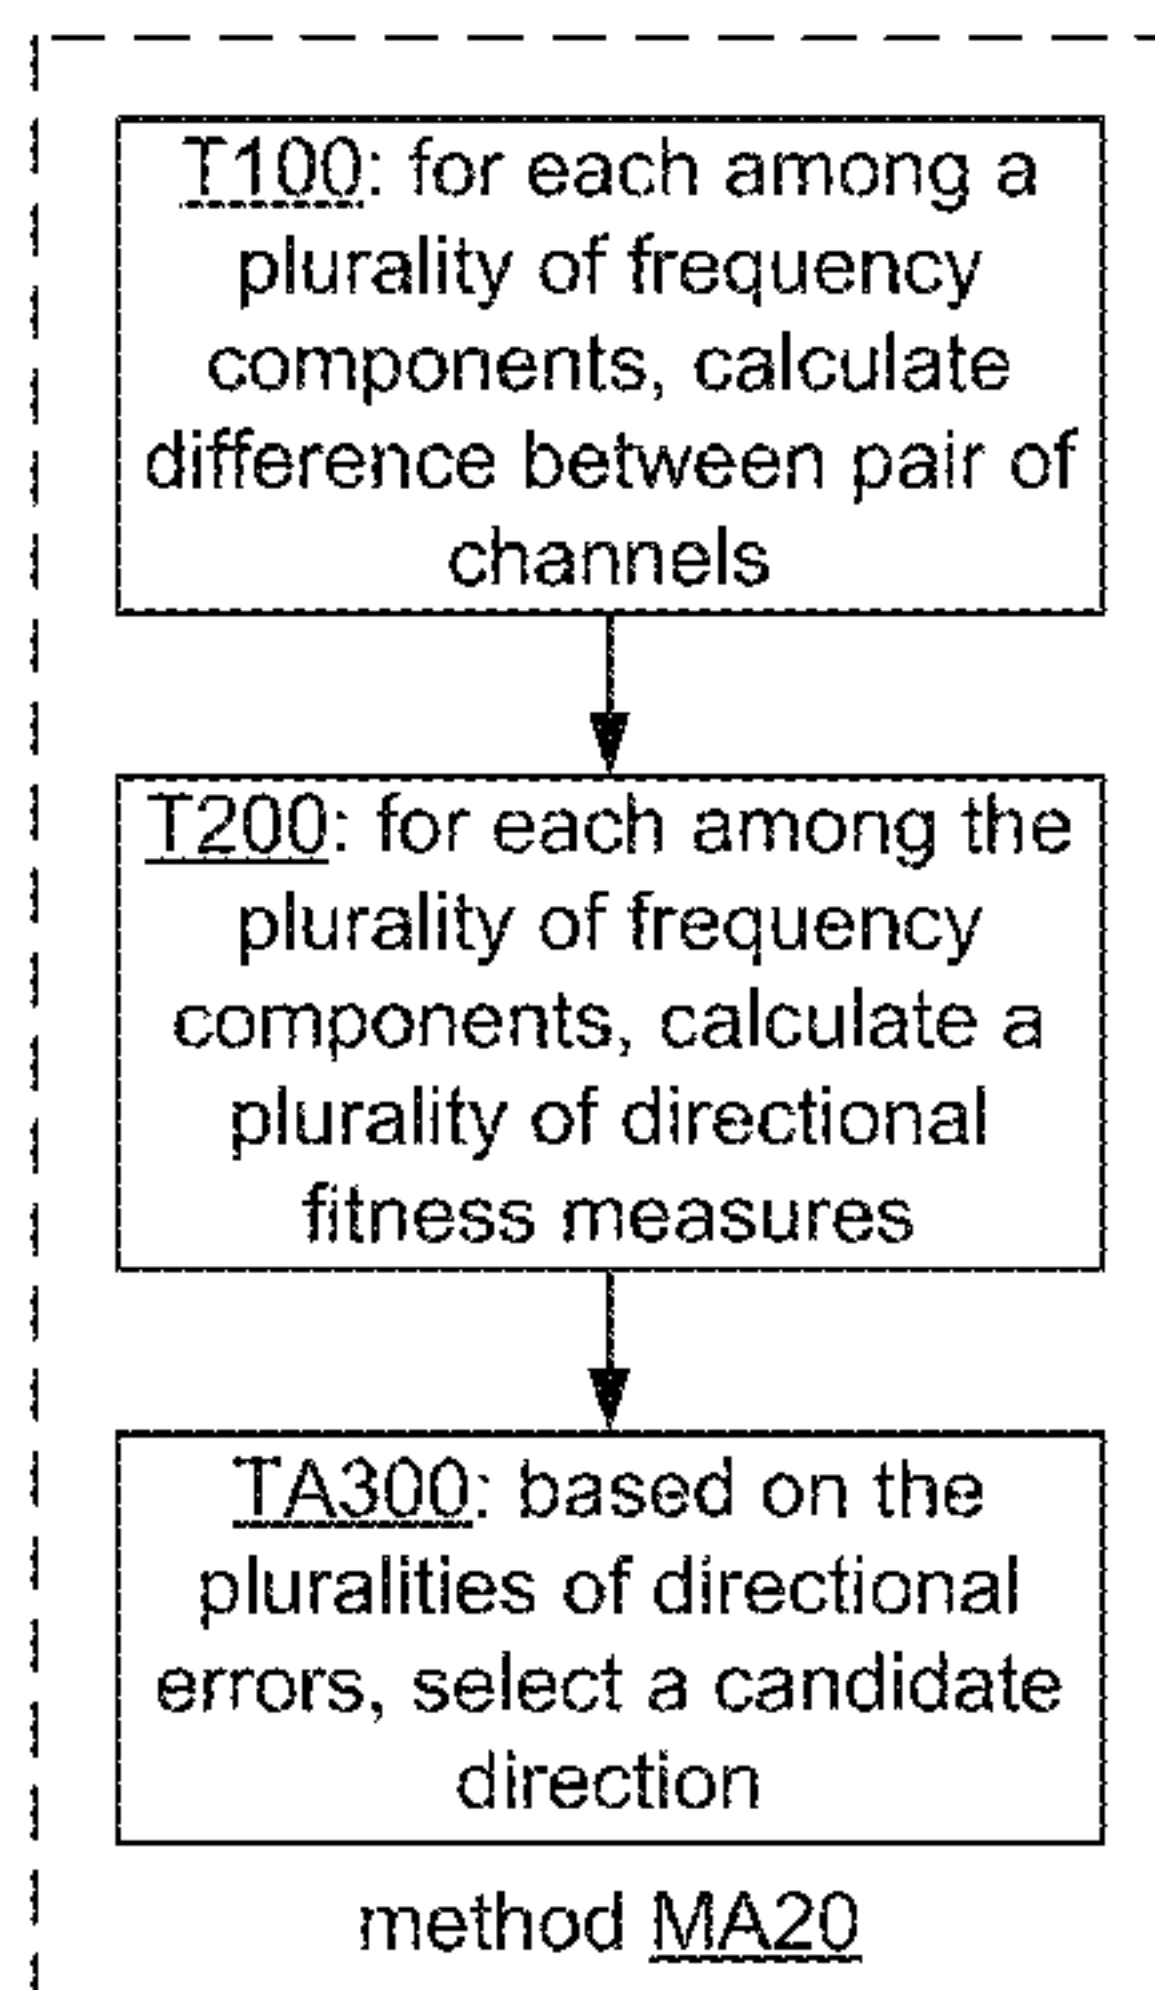 T100: for each among a
plurality of frequency
components, calculate
difference between pair of
channels
T200: for each among the
plurality of frequency
components, calculate a
plurality of directional
fitness measures
TA300: based on the
pluralities of directional
errors, select a candidate
direction
method MA20